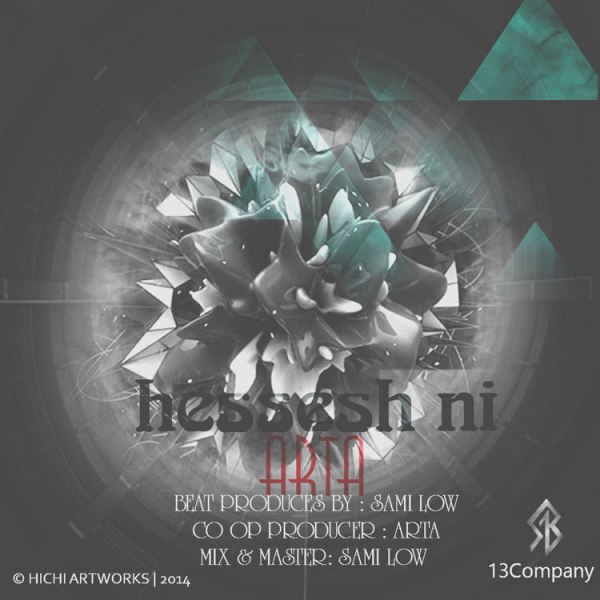 hessesh ni
ARTA
BEAT PRODUCES BY : SAMI LOW
CO OP PRODUCER : ARTA
MIX & MASTER: SAMI LOW
13Company
© HICHI ARTWORKS | 2014